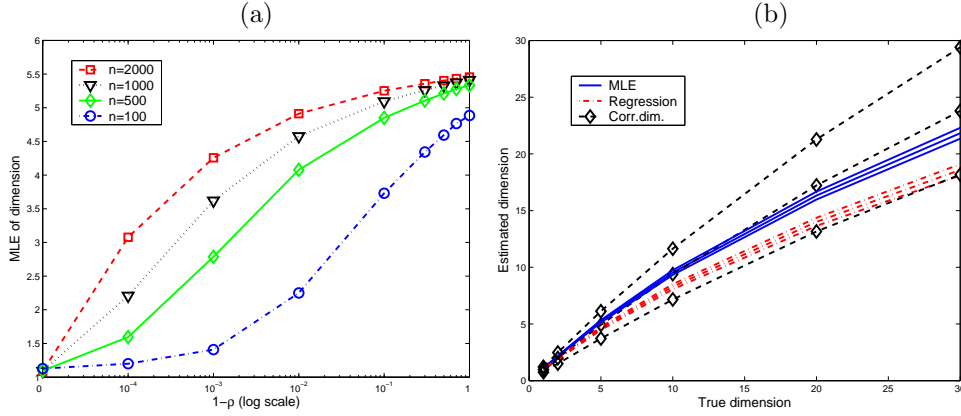 (a)
6
5.5
5
4.5
4
3.5
3
2.5
2
1.5
1
MLE of dimension
n=2000
n=1000
n=500
n=100
0
10⁻⁴
10⁻³
10⁻²
10⁻¹
1
1−ρ (log scale)
(b)
30
25
20
15
10
5
0
Estimated dimension
MLE
Regression
Corr.dim.
0
5
10
15
20
25
30
True dimension